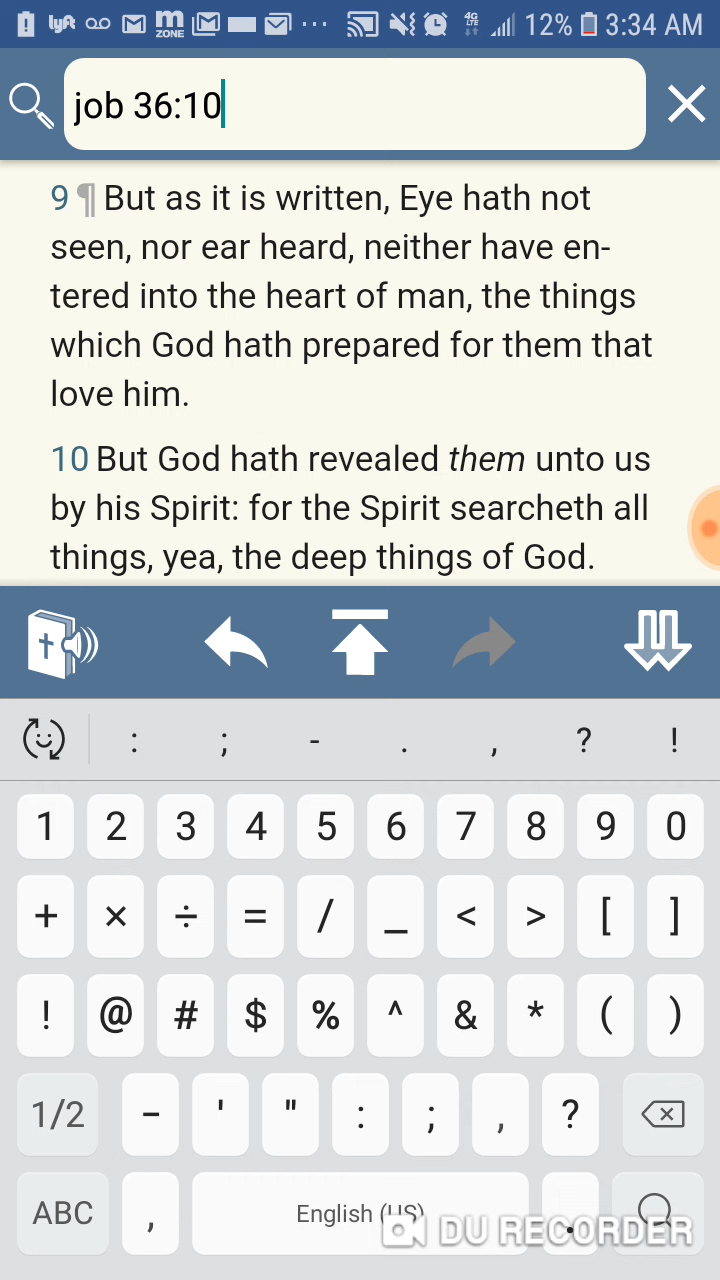 lyft m ZONE 4G LTE 12% 3:34 AM
job 36:10
9 ¶ But as it is written, Eye hath not
seen, nor ear heard, neither have en-
tered into the heart of man, the things
which God hath prepared for them that
love him.
10 But God hath revealed them unto us
by his Spirit: for the Spirit searcheth all
things, yea, the deep things of God.
: ; - . , ? !
1 2 3 4 5 6 7 8 9 0
+ × ÷ = / _ < > [ ]
! @ # $ % ^ & * ( )
1/2 - ' " : ; , ?
ABC , English (US) .
DU RECORDER